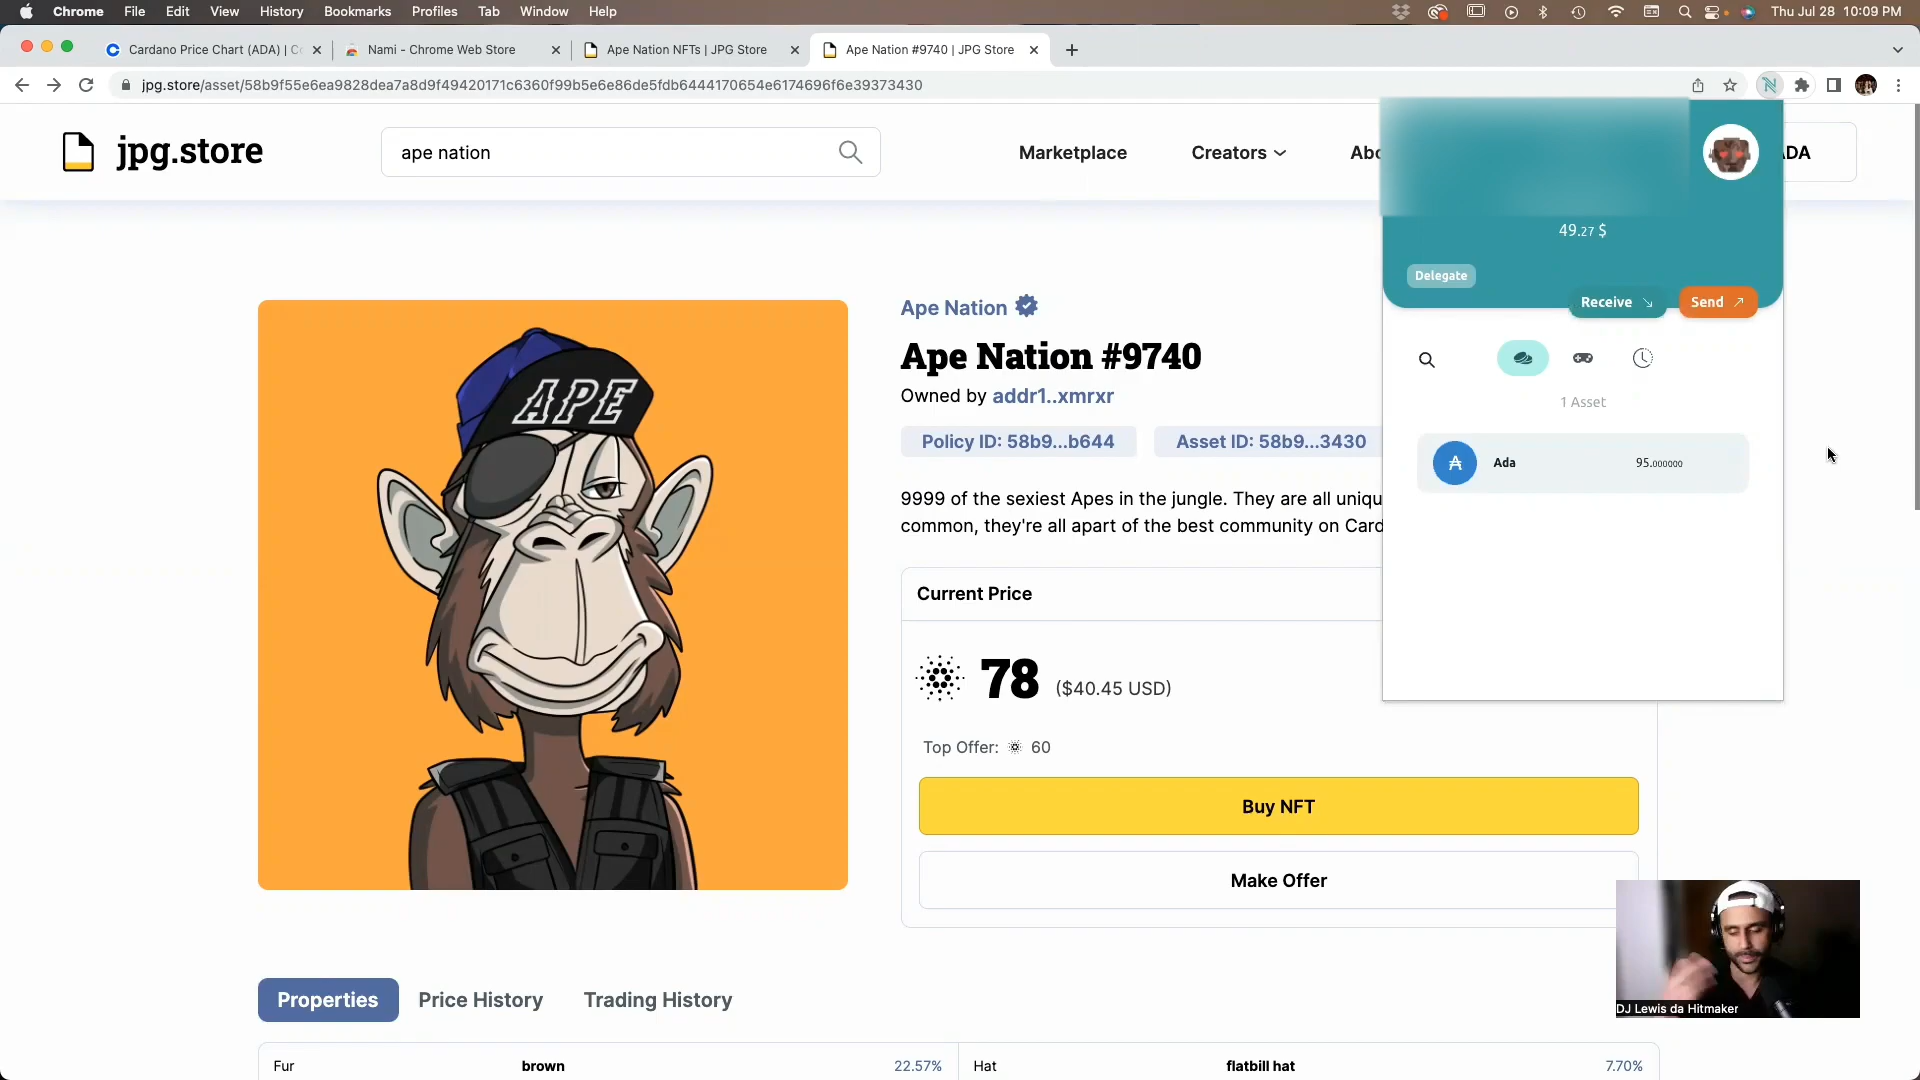 Chrome File Edit View History Bookmarks Profiles Tab Window Help Thu Jul 28 10:09 PM
Cardano Price Chart (ADA) | Nami - Chrome Web Store Ape Nation NFTs | JPG Store Ape Nation #9740 | JPG Store
jpg.store/asset/58b9f55e6ea9828dea7a8d9f49420171c6360f99b5e6e86de5fdb6444170654e6174696f6e39373430
jpg.store ape nation Marketplace Creators
49.27 $
Delegate
Receive Send
1 Asset
Ada 95.000000
APE
Ape Nation
Ape Nation #9740
Owned by addr1..xmrxr
Policy ID: 58b9...b644 Asset ID: 58b9...3430
9999 of the sexiest Apes in the jungle. They are all
common, they're all apart of the best community on
Current Price
78 ($40.45 USD)
Top Offer: 60
Buy NFT
Make Offer
DJ Lewis da Hitmaker
Properties Price History Trading History
Fur brown 22.57% Hat flatbill hat 7.70%